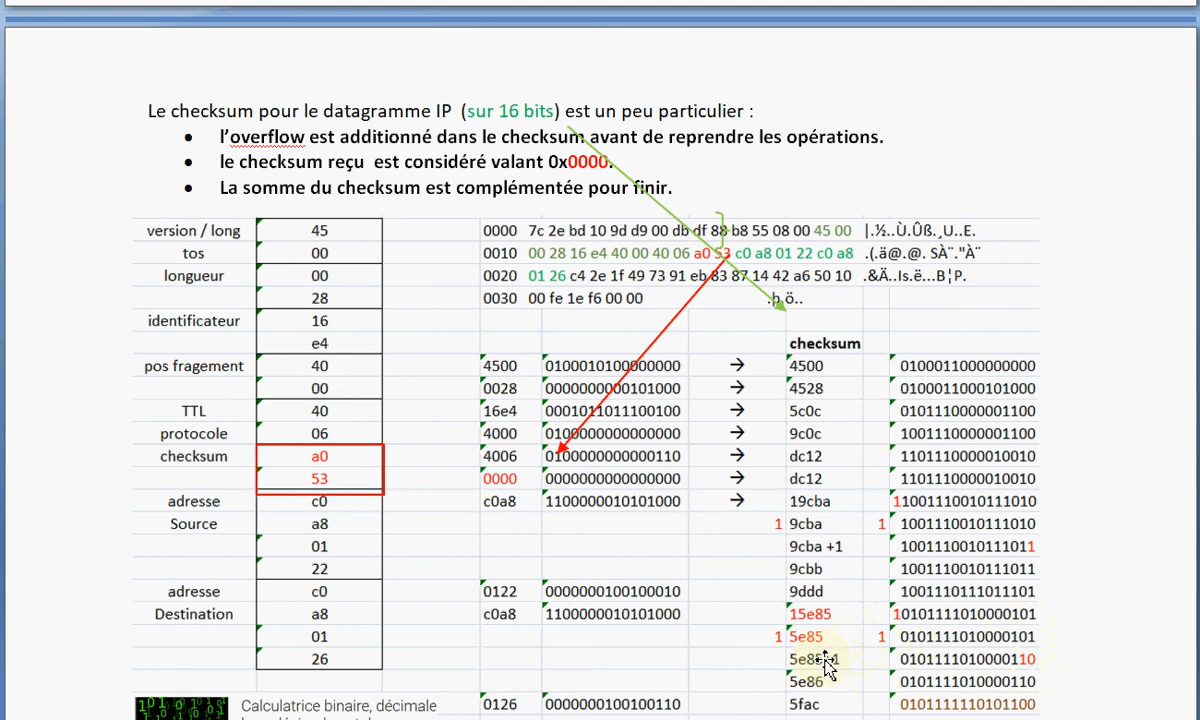 Le checksum pour le datagramme IP (sur 16 bits) est un peu particulier :
• l'overflow est additionné dans le checksum avant de reprendre les opérations.
• le checksum reçu est considéré valant 0x0000.
• La somme du checksum est complémentée pour finir.
version / long 45 0000 7c 2e bd 10 9d d9 00 db df 88 b8 55 08 00 45 00 |.½..Ù.Ûß.¸U..E.
tos 00 0010 00 28 16 e4 40 00 40 06 a0 53 c0 a8 01 22 c0 a8 .(.ä@.@. SÀ¨."À¨
longueur 00 0020 01 26 c4 2e 1f 49 73 91 eb 83 87 14 42 a6 50 10 .&Ä..Is.ë...B¦P.
28 0030 00 fe 1e f6 00 00 .þ.ö..
identificateur 16
e4 checksum
pos fragement 40 4500 0100010100000000 → 4500 0100011000000000
00 0028 0000000000101000 → 4528 0100011000101000
TTL 40 16e4 0001011011100100 → 5c0c 0101110000001100
protocole 06 4000 0100000000000000 → 9c0c 1001110000001100
checksum a0 4006 0100000000000110 → dc12 1101110000010010
53 0000 0000000000000000 → dc12 1101110000010010
adresse c0 c0a8 1100000010101000 → 19cba 11001110010111010
Source a8 1 9cba 1 1001110010111010
01 9cba +1 1001110010111011
22 9cbb 1001110010111011
adresse c0 0122 0000000100100010 9ddd 1001110111011101
Destination a8 c0a8 1100000010101000 15e85 10101111010000101
01 1 5e85 1 0101111010000101
26 5e85 1 0101111010000110
5e86 0101111010000110
0126 0000000100100110 5fac 0101111110101100
Calculatrice binaire, décimale